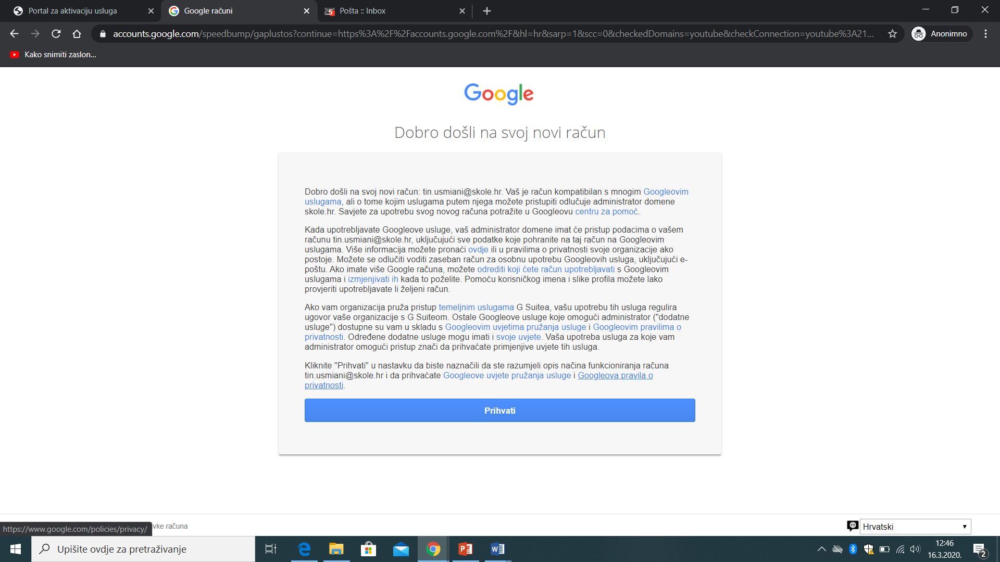 Portal za aktivaciju usluga
Google računi
Pošta :: Inbox
accounts.google.com/speedbump/gaplustos?continue=https%3A%2F%2Faccounts.google.com%2F&hl=hr&sarp=1&scc=0&checkedDomains=youtube&checkConnection=youtube%3A21...
Anonimno
Kako snimiti zaslon...
Google
Dobro došli na svoj novi račun
Dobro došli na svoj novi račun: tin.usmiani@skole.hr. Vaš je račun kompatibilan s mnogim Googleovim
uslugama, ali o tome kojim uslugama putem njega možete pristupiti odlučuje administrator domene
skole.hr. Savjete za upotrebu svog novog računa potražite u Googleovu centru za pomoć.
Kada upotrebljavate Googleove usluge, vaš administrator domene imat će pristup podacima o vašem
računu tin.usmiani@skole.hr, uključujući sve podatke koje pohranite na taj račun na Googleovim
uslugama. Više informacija možete pronaći ovdje ili u pravilima o privatnosti svoje organizacije ako
postoje. Možete se odlučiti voditi zaseban račun za osobnu upotrebu Googleovih usluga, uključujući e-
poštu. Ako imate više Google računa, možete odrediti koji ćete račun upotrebljavati s Googleovim
uslugama i izmjenjivati ih kada to poželite. Pomoću korisničkog imena i slike profila možete lako
provjeriti upotrebljavate li željeni račun.
Ako vam organizacija pruža pristup temeljnim uslugama G Suitea, vašu upotrebu tih usluga regulira
ugovor vaše organizacije s G Suiteom. Ostale Googleove usluge koje omogući administrator ("dodatne
usluge") dostupne su vam u skladu s Googleovim uvjetima pružanja usluge i Googleovim pravilima o
privatnosti. Određene dodatne usluge mogu imati i svoje uvjete. Vaša upotreba usluga za koje vam
administrator omogući pristup znači da prihvaćate primjenjive uvjete tih usluga.
Kliknite "Prihvati" u nastavku da biste naznačili da ste razumjeli opis načina funkcioniranja računa
tin.usmiani@skole.hr i da prihvaćate Googleove uvjete pružanja usluge i Googleova pravila o
privatnosti.
Prihvati
vke računa
Hrvatski
https://www.google.com/policies/privacy/
Upišite ovdje za pretraživanje
12:46
16.3.2020.
2